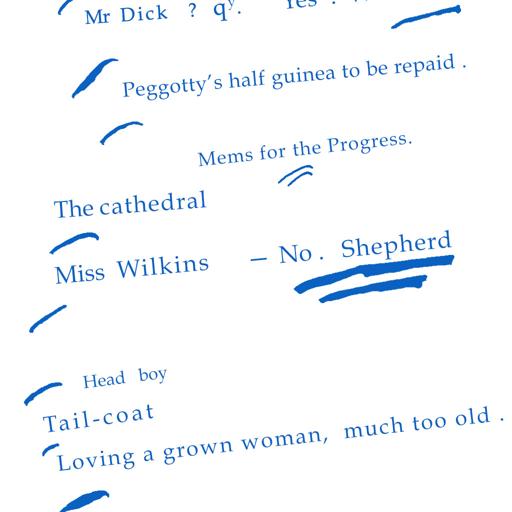 Mr Dick ? qy. Yes.
Peggotty's half guinea to be repaid .
Mems for the Progress.
The cathedral
Miss Wilkins – No . Shepherd
Head boy
Tail-coat
Loving a grown woman, much too old .